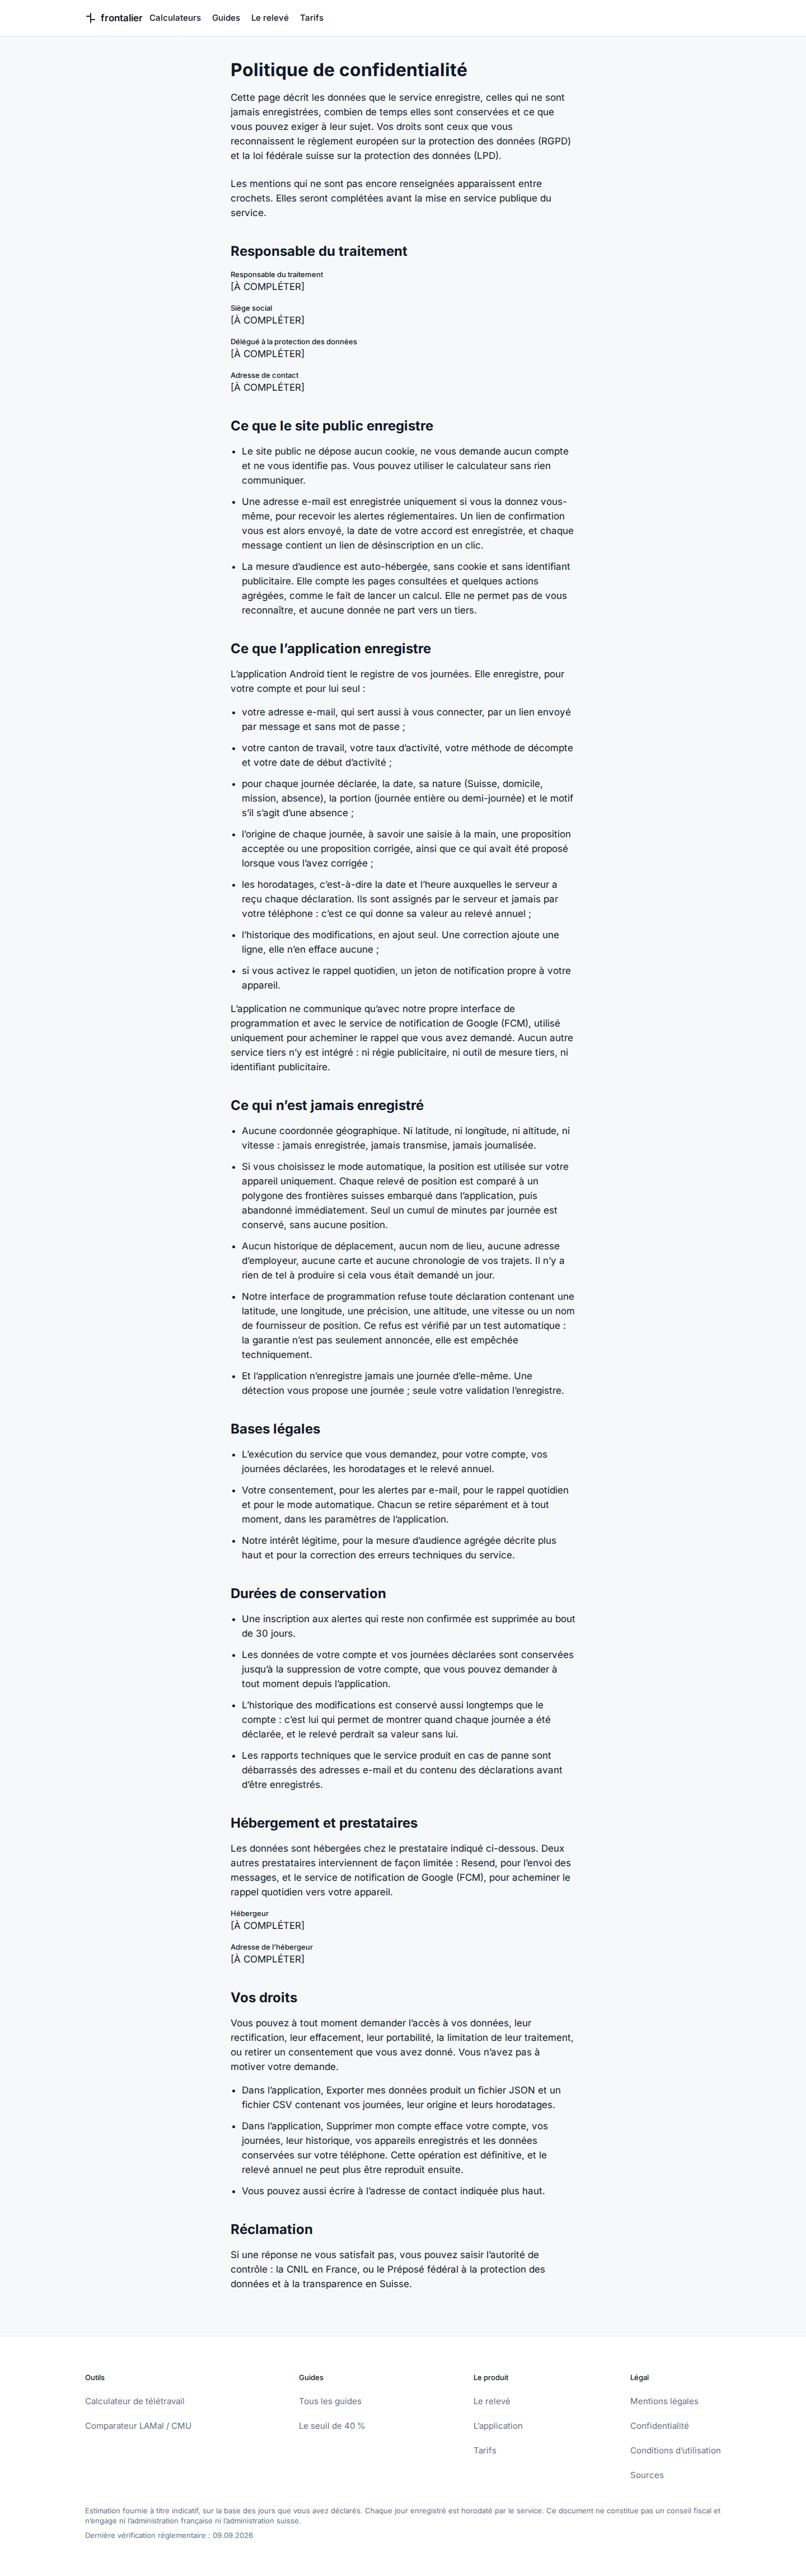 frontalier Calculateurs Guides Le relevé Tarifs
Politique de confidentialité
Cette page décrit les données que le service enregistre, celles qui ne sont
jamais enregistrées, combien de temps elles sont conservées et ce que
vous pouvez exiger à leur sujet. Vos droits sont ceux que vous
reconnaissent le règlement européen sur la protection des données (RGPD)
et la loi fédérale suisse sur la protection des données (LPD).
Les mentions qui ne sont pas encore renseignées apparaissent entre
crochets. Elles seront complétées avant la mise en service publique du
service.
Responsable du traitement
Responsable du traitement
[À COMPLÉTER]
Siège social
[À COMPLÉTER]
Délégué à la protection des données
[À COMPLÉTER]
Adresse de contact
[À COMPLÉTER]
Ce que le site public enregistre
• Le site public ne dépose aucun cookie, ne vous demande aucun compte
et ne vous identifie pas. Vous pouvez utiliser le calculateur sans rien
communiquer.
• Une adresse e-mail est enregistrée uniquement si vous la donnez vous-
même, pour recevoir les alertes réglementaires. Un lien de confirmation
vous est alors envoyé, la date de votre accord est enregistrée, et chaque
message contient un lien de désinscription en un clic.
• La mesure d’audience est auto-hébergée, sans cookie et sans identifiant
publicitaire. Elle compte les pages consultées et quelques actions
agrégées, comme le fait de lancer un calcul. Elle ne permet pas de vous
reconnaître, et aucune donnée ne part vers un tiers.
Ce que l’application enregistre
L’application Android tient le registre de vos journées. Elle enregistre, pour
votre compte et pour lui seul :
• votre adresse e-mail, qui sert aussi à vous connecter, par un lien envoyé
par message et sans mot de passe ;
• votre canton de travail, votre taux d’activité, votre méthode de décompte
et votre date de début d’activité ;
• pour chaque journée déclarée, la date, sa nature (Suisse, domicile,
mission, absence), la portion (journée entière ou demi-journée) et le motif
s’il s’agit d’une absence ;
• l’origine de chaque journée, à savoir une saisie à la main, une proposition
acceptée ou une proposition corrigée, ainsi que ce qui avait été proposé
lorsque vous l’avez corrigée ;
• les horodatages, c’est-à-dire la date et l’heure auxquelles le serveur a
reçu chaque déclaration. Ils sont assignés par le serveur et jamais par
votre téléphone : c’est ce qui donne sa valeur au relevé annuel ;
• l’historique des modifications, en ajout seul. Une correction ajoute une
ligne, elle n’en efface aucune ;
• si vous activez le rappel quotidien, un jeton de notification propre à votre
appareil.
L’application ne communique qu’avec notre propre interface de
programmation et avec le service de notification de Google (FCM), utilisé
uniquement pour acheminer le rappel que vous avez demandé. Aucun autre
service tiers n’y est intégré : ni régie publicitaire, ni outil de mesure tiers, ni
identifiant publicitaire.
Ce qui n’est jamais enregistré
• Aucune coordonnée géographique. Ni latitude, ni longitude, ni altitude, ni
vitesse : jamais enregistrée, jamais transmise, jamais journalisée.
• Si vous choisissez le mode automatique, la position est utilisée sur votre
appareil uniquement. Chaque relevé de position est comparé à un
polygone des frontières suisses embarqué dans l’application, puis
abandonné immédiatement. Seul un cumul de minutes par journée est
conservé, sans aucune position.
• Aucun historique de déplacement, aucun nom de lieu, aucune adresse
d’employeur, aucune carte et aucune chronologie de vos trajets. Il n’y a
rien de tel à produire si cela vous était demandé un jour.
• Notre interface de programmation refuse toute déclaration contenant une
latitude, une longitude, une précision, une altitude, une vitesse ou un nom
de fournisseur de position. Ce refus est vérifié par un test automatique :
la garantie n’est pas seulement annoncée, elle est empêchée
techniquement.
• Et l’application n’enregistre jamais une journée d’elle-même. Une
détection vous propose une journée ; seule votre validation l’enregistre.
Bases légales
• L’exécution du service que vous demandez, pour votre compte, vos
journées déclarées, les horodatages et le relevé annuel.
• Votre consentement, pour les alertes par e-mail, pour le rappel quotidien
et pour le mode automatique. Chacun se retire séparément et à tout
moment, dans les paramètres de l’application.
• Notre intérêt légitime, pour la mesure d’audience agrégée décrite plus
haut et pour la correction des erreurs techniques du service.
Durées de conservation
• Une inscription aux alertes qui reste non confirmée est supprimée au bout
de 30 jours.
• Les données de votre compte et vos journées déclarées sont conservées
jusqu’à la suppression de votre compte, que vous pouvez demander à
tout moment depuis l’application.
• L’historique des modifications est conservé aussi longtemps que le
compte : c’est lui qui permet de montrer quand chaque journée a été
déclarée, et le relevé perdrait sa valeur sans lui.
• Les rapports techniques que le service produit en cas de panne sont
débarrassés des adresses e-mail et du contenu des déclarations avant
d’être enregistrés.
Hébergement et prestataires
Les données sont hébergées chez le prestataire indiqué ci-dessous. Deux
autres prestataires interviennent de façon limitée : Resend, pour l’envoi des
messages, et le service de notification de Google (FCM), pour acheminer le
rappel quotidien vers votre appareil.
Hébergeur
[À COMPLÉTER]
Adresse de l’hébergeur
[À COMPLÉTER]
Vos droits
Vous pouvez à tout moment demander l’accès à vos données, leur
rectification, leur effacement, leur portabilité, la limitation de leur traitement,
ou retirer un consentement que vous avez donné. Vous n’avez pas à
motiver votre demande.
• Dans l’application, Exporter mes données produit un fichier JSON et un
fichier CSV contenant vos journées, leur origine et leurs horodatages.
• Dans l’application, Supprimer mon compte efface votre compte, vos
journées, leur historique, vos appareils enregistrés et les données
conservées sur votre téléphone. Cette opération est définitive, et le
relevé annuel ne peut plus être reproduit ensuite.
• Vous pouvez aussi écrire à l’adresse de contact indiquée plus haut.
Réclamation
Si une réponse ne vous satisfait pas, vous pouvez saisir l’autorité de
contrôle : la CNIL en France, ou le Préposé fédéral à la protection des
données et à la transparence en Suisse.
Outils
Calculateur de télétravail
Comparateur LAMal / CMU
Guides
Tous les guides
Le seuil de 40 %
Le produit
Le relevé
L’application
Tarifs
Légal
Mentions légales
Confidentialité
Conditions d’utilisation
Sources
Estimation fournie à titre indicatif, sur la base des jours que vous avez déclarés. Chaque jour enregistré est horodaté par le service. Ce document ne constitue pas un conseil fiscal et
n’engage ni l’administration française ni l’administration suisse.
Dernière vérification réglementaire : 09.09.2026